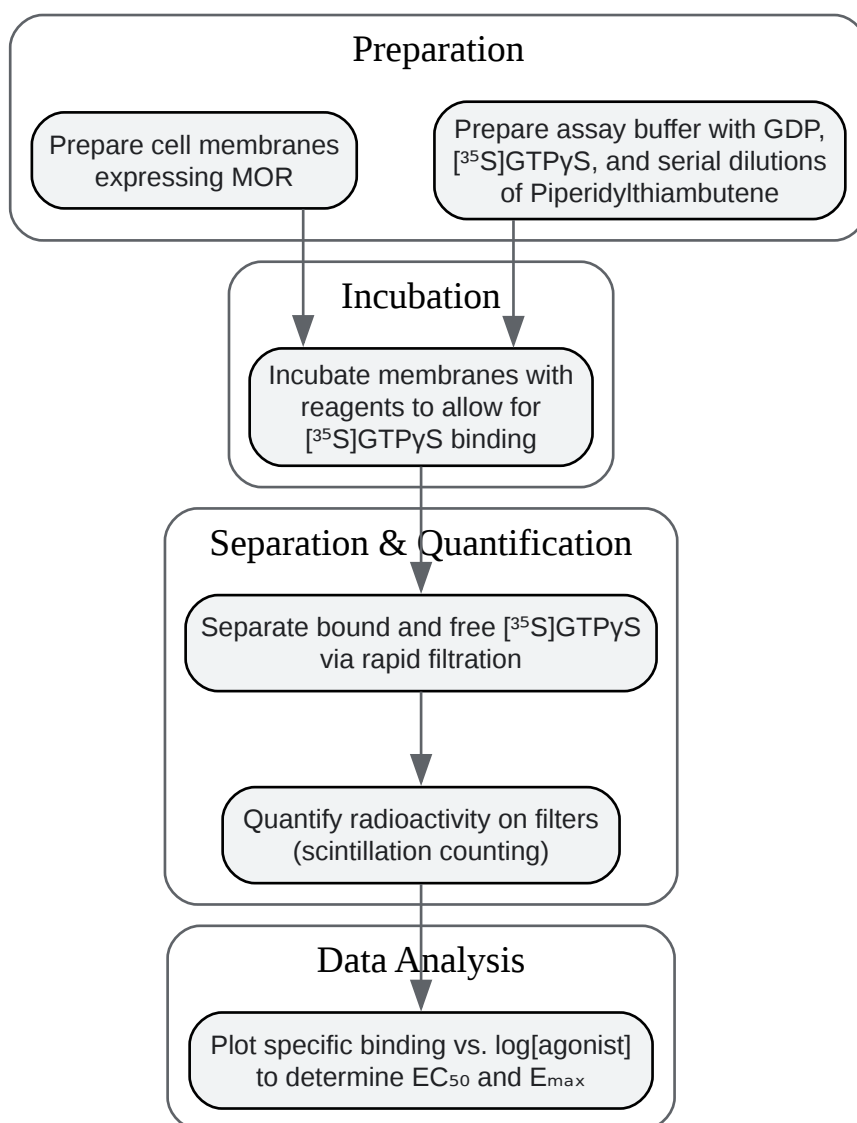 Preparation
Prepare cell membranes
expressing MOR
Prepare assay buffer with GDP,
[³⁵S]GTPγS, and serial dilutions
of Piperidylthiambutene
Incubation
Incubate membranes with
reagents to allow for
[³⁵S]GTPγS binding
Separation & Quantification
Separate bound and free [³⁵S]GTPγS
via rapid filtration
Quantify radioactivity on filters
(scintillation counting)
Data Analysis
Plot specific binding vs. log[agonist]
to determine EC₅₀ and Eₘₐₓ